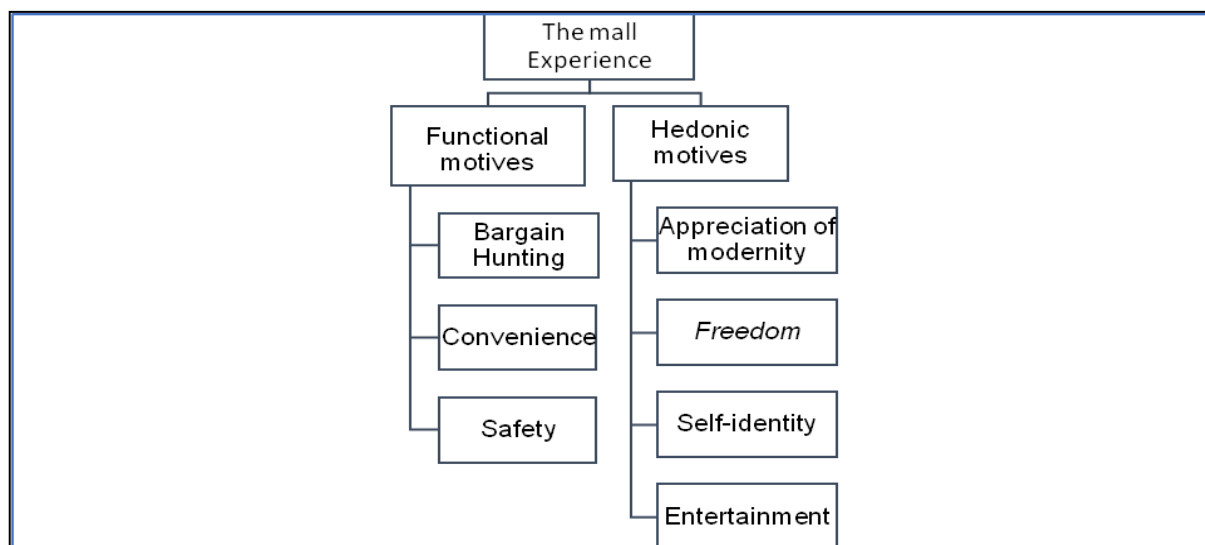 The mall
Experience
Functional
motives
Hedonic
motives
Bargain
Hunting
Convenience
Safety
Appreciation of
modernity
Freedom
Self-identity
Entertainment